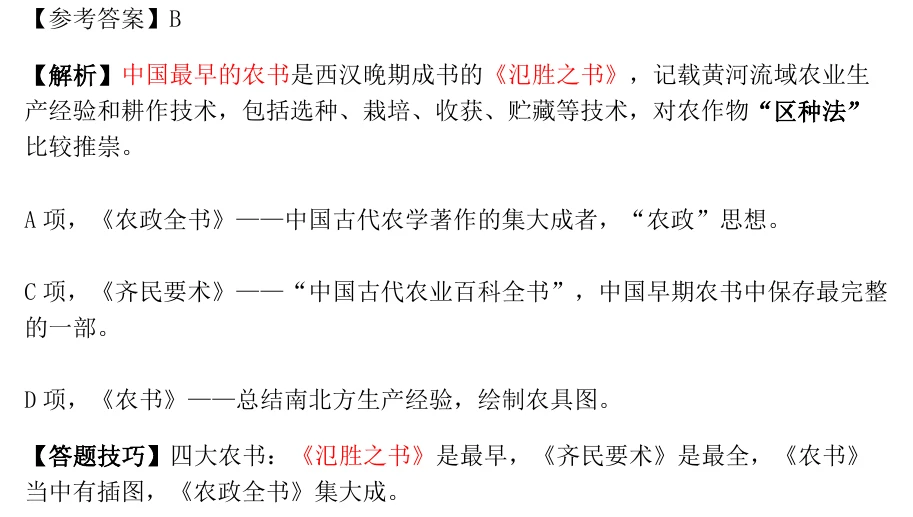 【参考答案】B
【解析】中国最早的农书是西汉晚期成书的《氾胜之书》，记载黄河流域农业生
产经验和耕作技术，包括选种、栽培、收获、贮藏等技术，对农作物“区种法”
比较推崇。
A 项，《农政全书》——中国古代农学著作的集大成者，“农政”思想。
C 项，《齐民要术》——“中国古代农业百科全书”，中国早期农书中保存最完整
的一部。
D 项，《农书》——总结南北方生产经验，绘制农具图。
【答题技巧】四大农书：《氾胜之书》是最早，《齐民要术》是最全，《农书》
当中有插图，《农政全书》集大成。